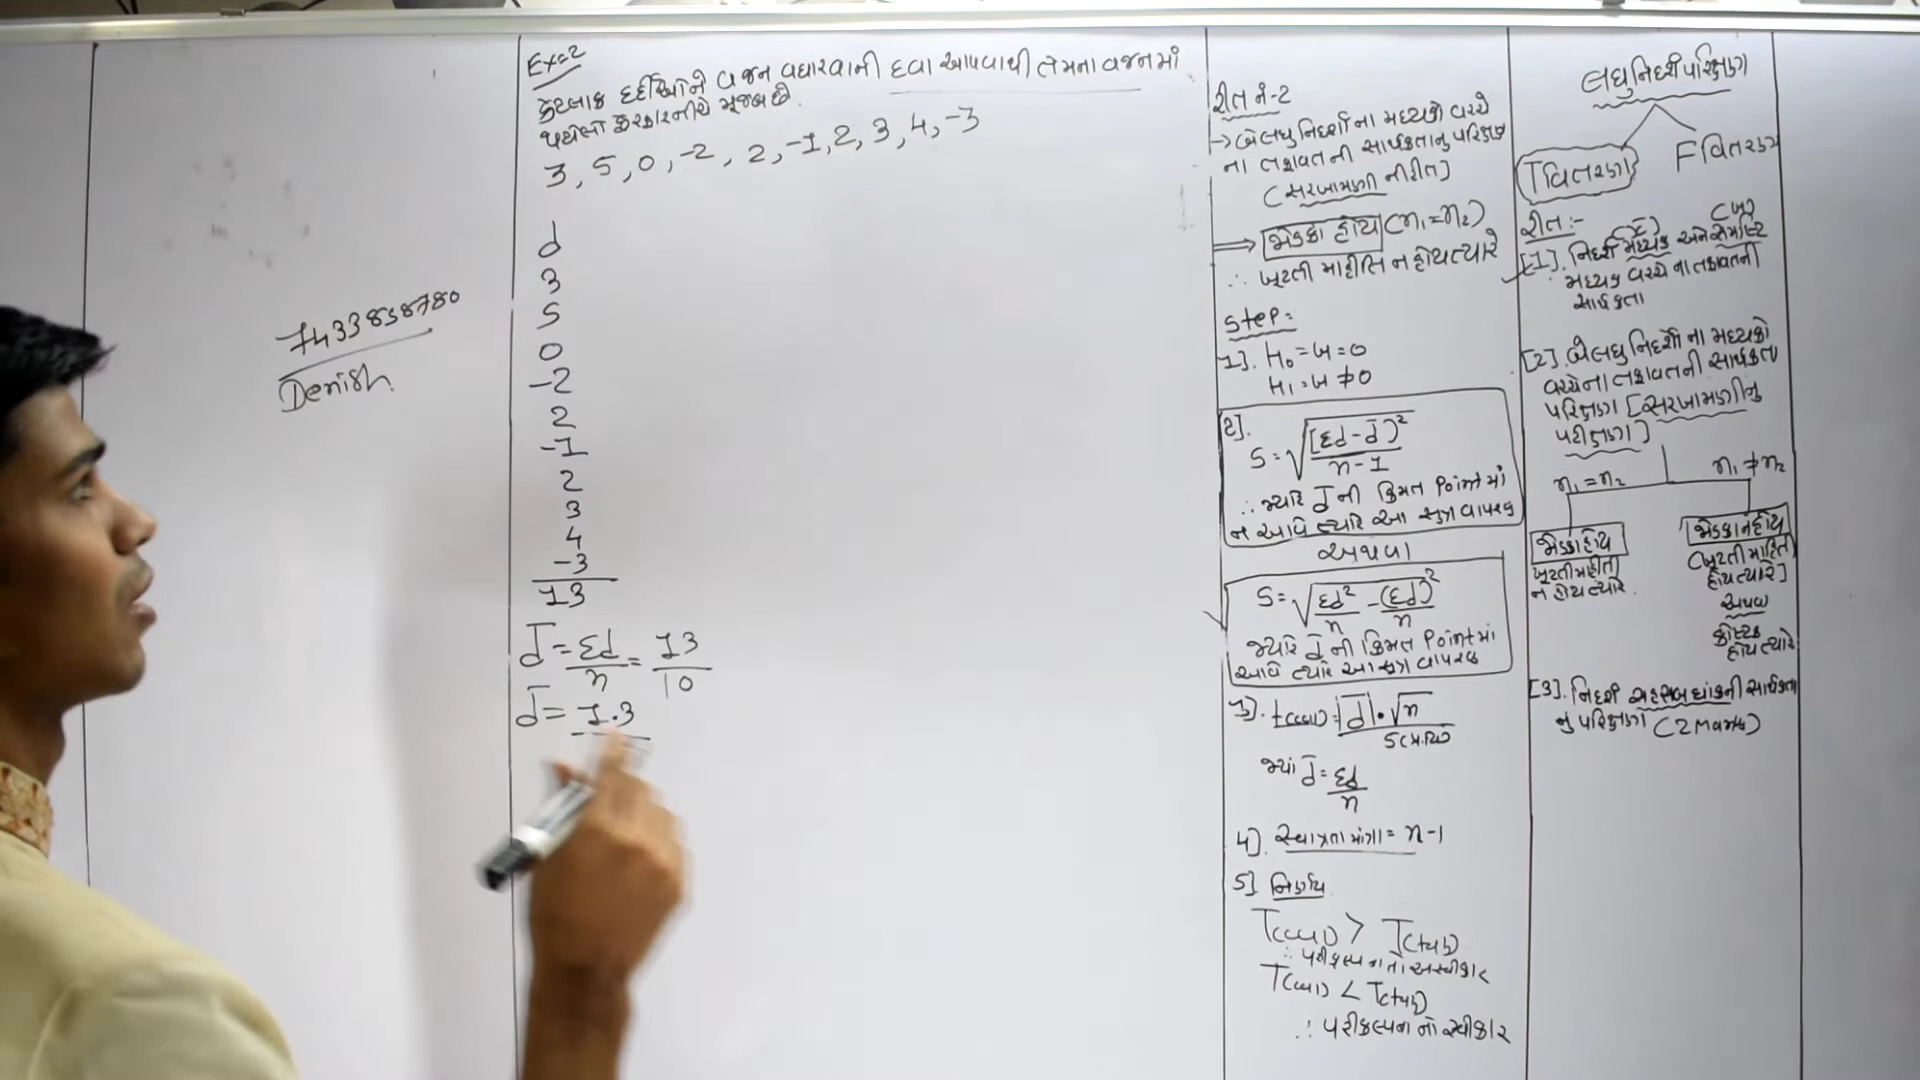 7433858780
Denish
Ex=2
કેટલાક દર્દીઓને વજન વધારવાની દવા આપવાથી તેમના વજનમાં
થયેલો ફેરફાર નીચે મુજબ છે.
3, 5, 0, -2, 2, -1, 2, 3, 4, -3
d
3
5
0
-2
2
-1
2
3
4
-3
13
d̅ = Σd/n = 13/10
d̅ = 1.3
રીત નં-2
→ બે લઘુ નિદર્શોના મધ્યકો વચ્ચે
ના તફાવતની સાર્થકતાનું પરિક્ષણ
(સરખામણી ની રીત]
⟹ જોડકા હોય (n₁=n₂)
∴ ખૂટતી માહીતિ ન હોય ત્યારે
Step:
1]. H₀ = μ = 0
H₁ = μ ≠ 0
2].
S = √[Σd-d̅)²/n-1
∴ જ્યારે d̅ ની કિંમત Point માં
ન આવે ત્યારે આ સુત્ર વાપરવું
અથવા
S = √Σd²/n - (Σd)²/n
જ્યારે d̅ ની કિંમત Point માં
આવે ત્યારે આ સુત્ર વાપરવું
3]. t(cal) = |d̅|·√n/S(પ્ર.વિ)
જ્યાં d̅ = Σd/n
4]. સ્વાત્રતા માત્રા = n-1
5] નિર્ણય
T(cal) > T(tab)
∴ પરીકલ્પનાનો અસ્વીકાર
T(cal) < T(tab)
∴ પરીકલ્પનાનો સ્વીકાર
લઘુ નિદર્શ પરિક્ષણ
T વિતરણ F વિતરણ
રીત:-
[1]. નિદર્શ મધ્યક અને સમષ્ટિ
મધ્યક વચ્ચેના તફાવતની
સાર્થકતા
[2]. બે લઘુ નિદર્શોના મધ્યકો
વચ્ચેના તફાવતની સાર્થકતા
પરિક્ષણ [સરખામણીનું
પરીક્ષણ]
n₁=n₂ n₁≠n₂
જોડકા હોય જોડકા ન હોય
ખૂટતી માહીતી (ખૂટતી માહિતી
ન હોય ત્યારે. હોય ત્યારે]
અથવા
કોષ્ટક
હોય ત્યારે
[3]. નિદર્શ સહસંબધાંકની સાર્થકતા
નું પરિક્ષણ (2 Marks)